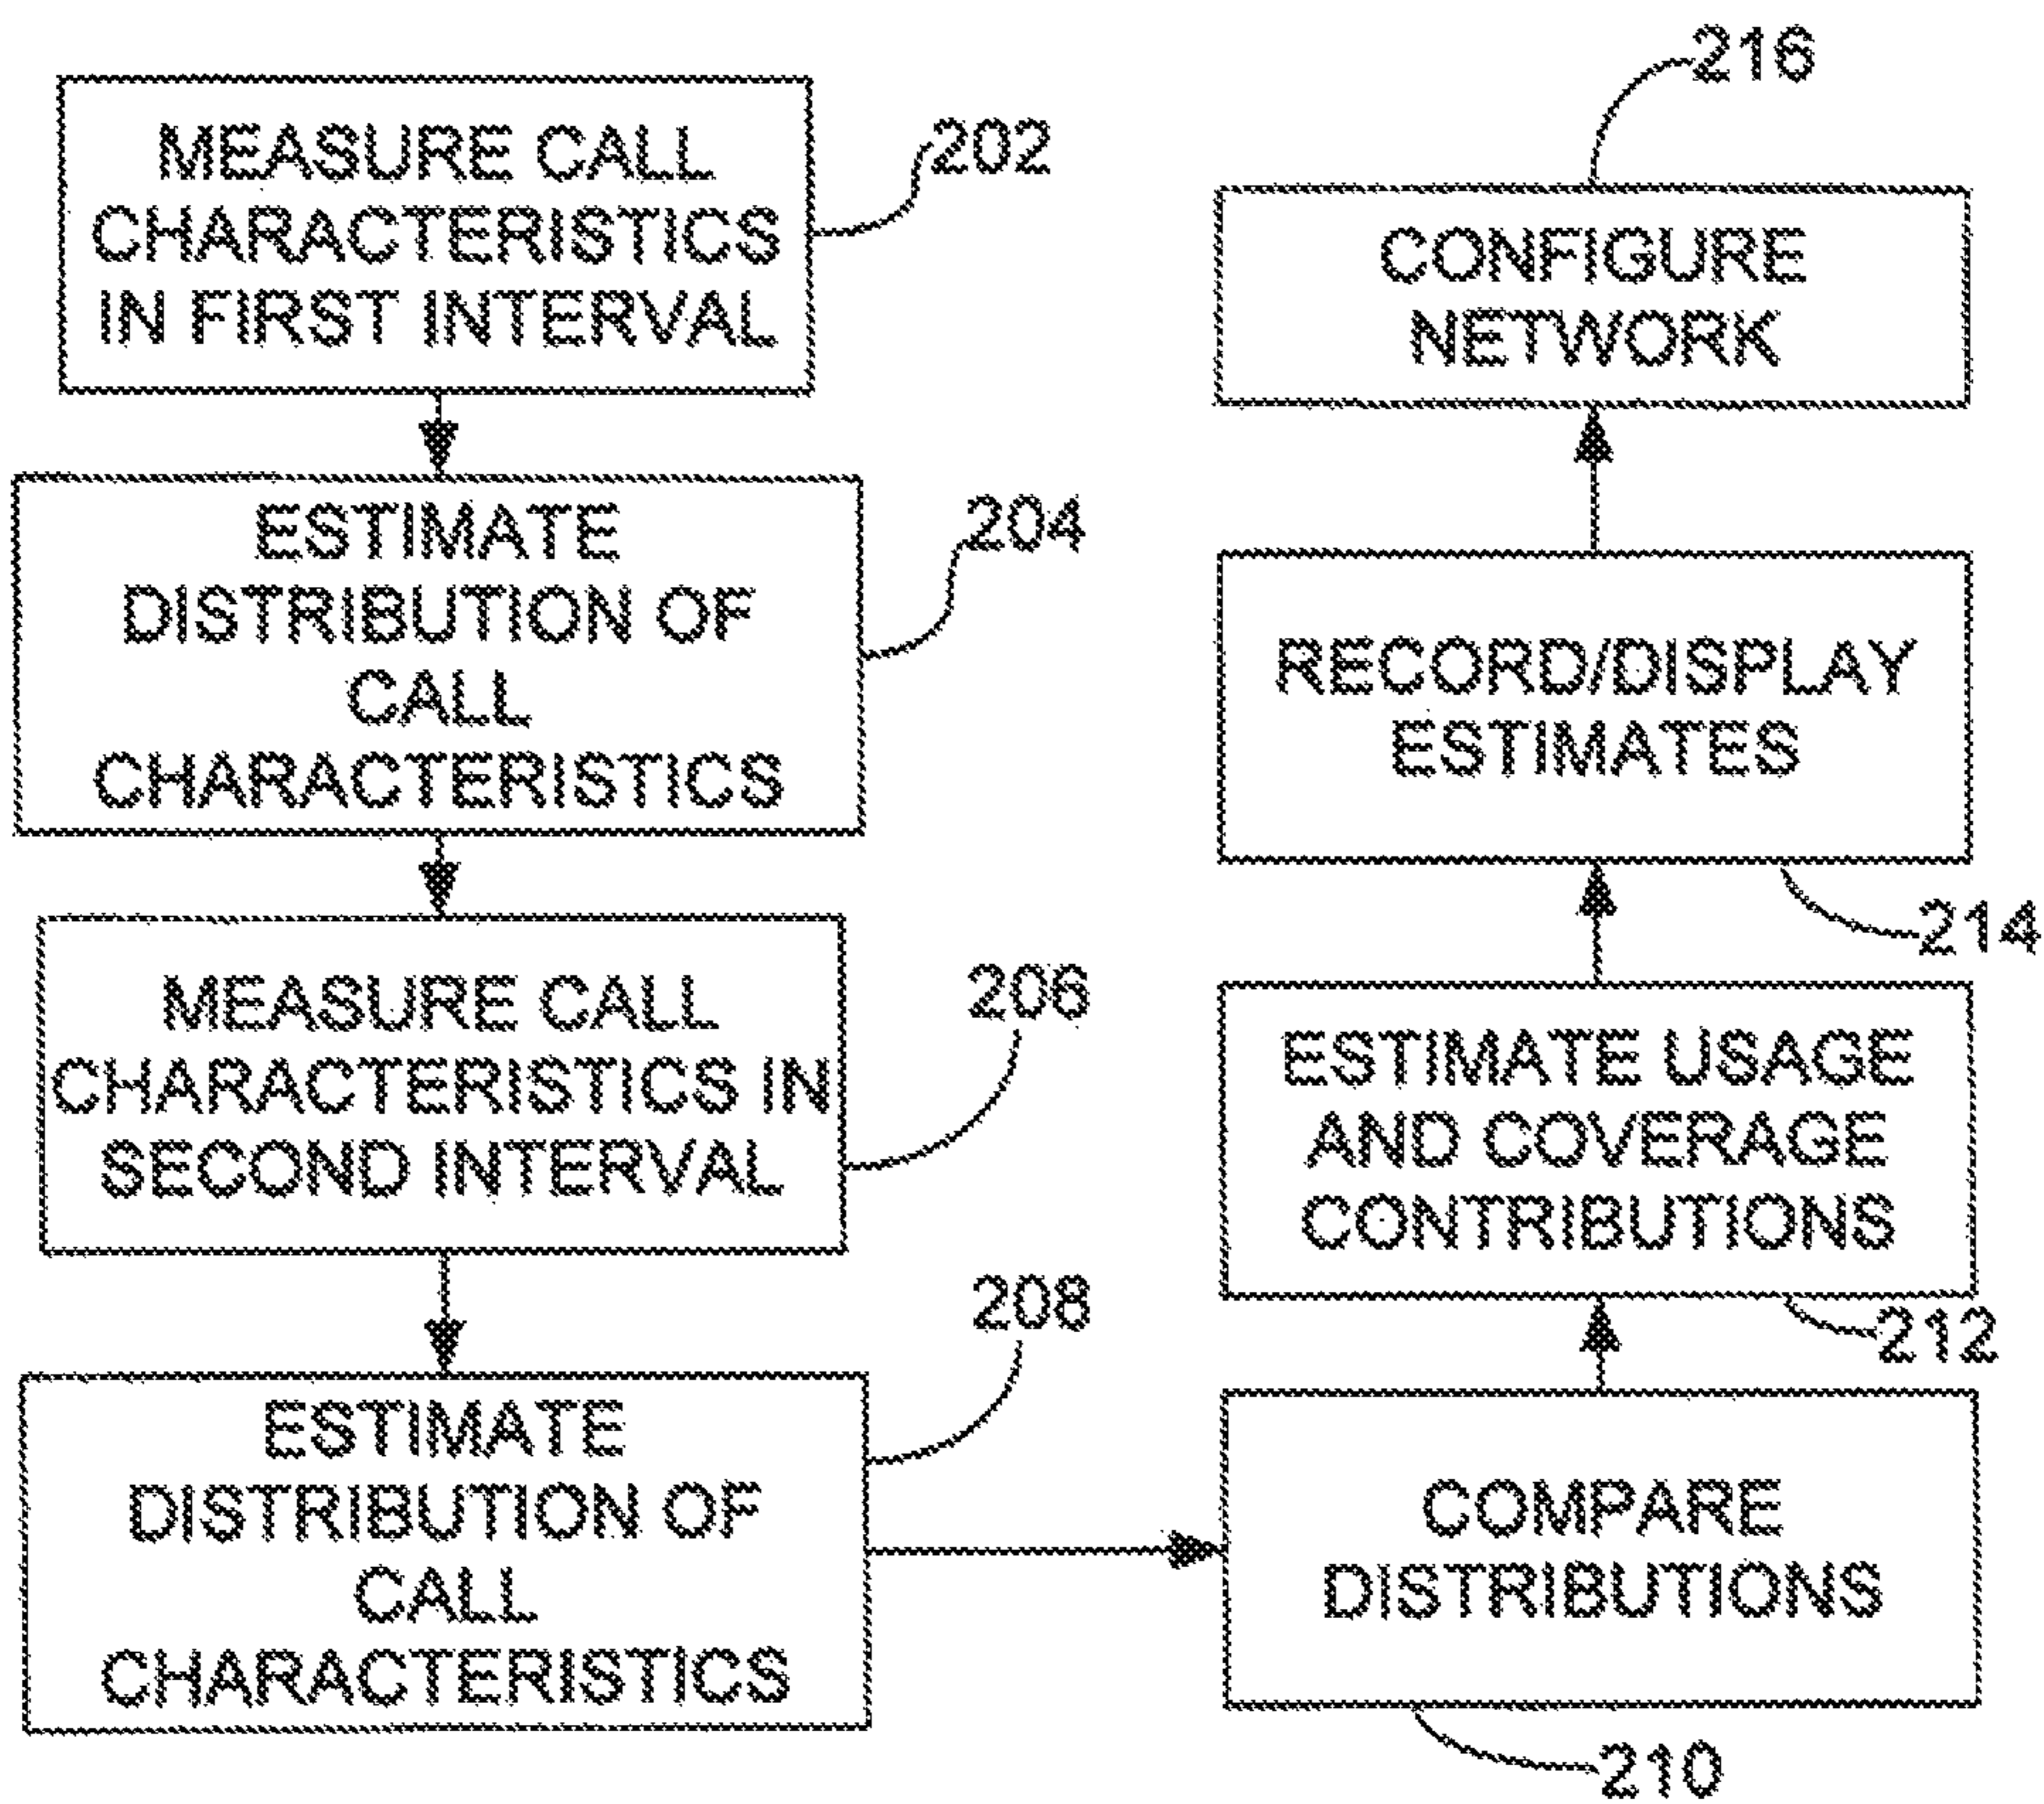 MEASURE CALL
CHARACTERISTICS
IN FIRST INTERVAL
202
ESTIMATE
DISTRIBUTION OF
CALL
CHARACTERISTICS
204
MEASURE CALL
CHARACTERISTICS IN
SECOND INTERVAL
206
ESTIMATE
DISTRIBUTION OF
CALL
CHARACTERISTICS
208
COMPARE
DISTRIBUTIONS
210
ESTIMATE USAGE
AND COVERAGE
CONTRIBUTIONS
212
RECORD/DISPLAY
ESTIMATES
214
CONFIGURE
NETWORK
216